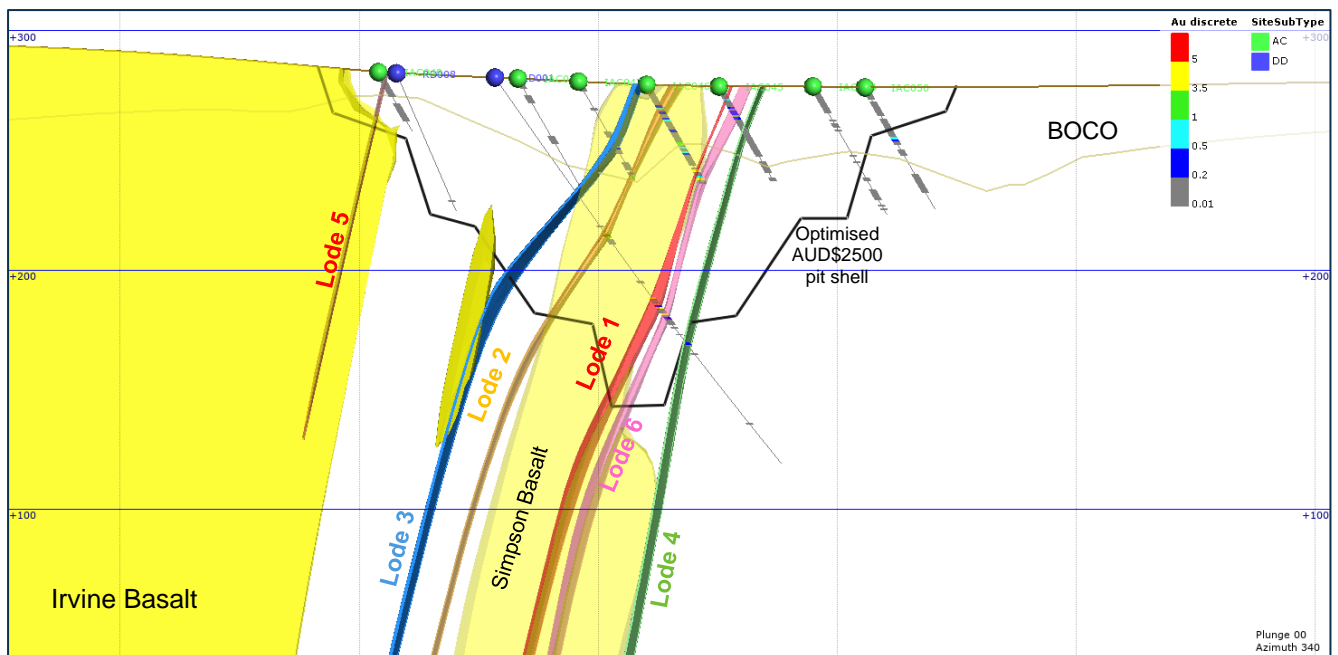 Au discrete
SiteSubType
+300
+300
5
3.5
1
0.5
0.2
0.01
AC
DD
IAC050
BOCO
Optimised
AUD$2500
pit shell
+200
+200
Lode 5
Lode 1
Lode 2
Lode 6
Simpson Basalt
+100
+100
Lode 3
Lode 4
Irvine Basalt
Plunge 00
Azimuth 340